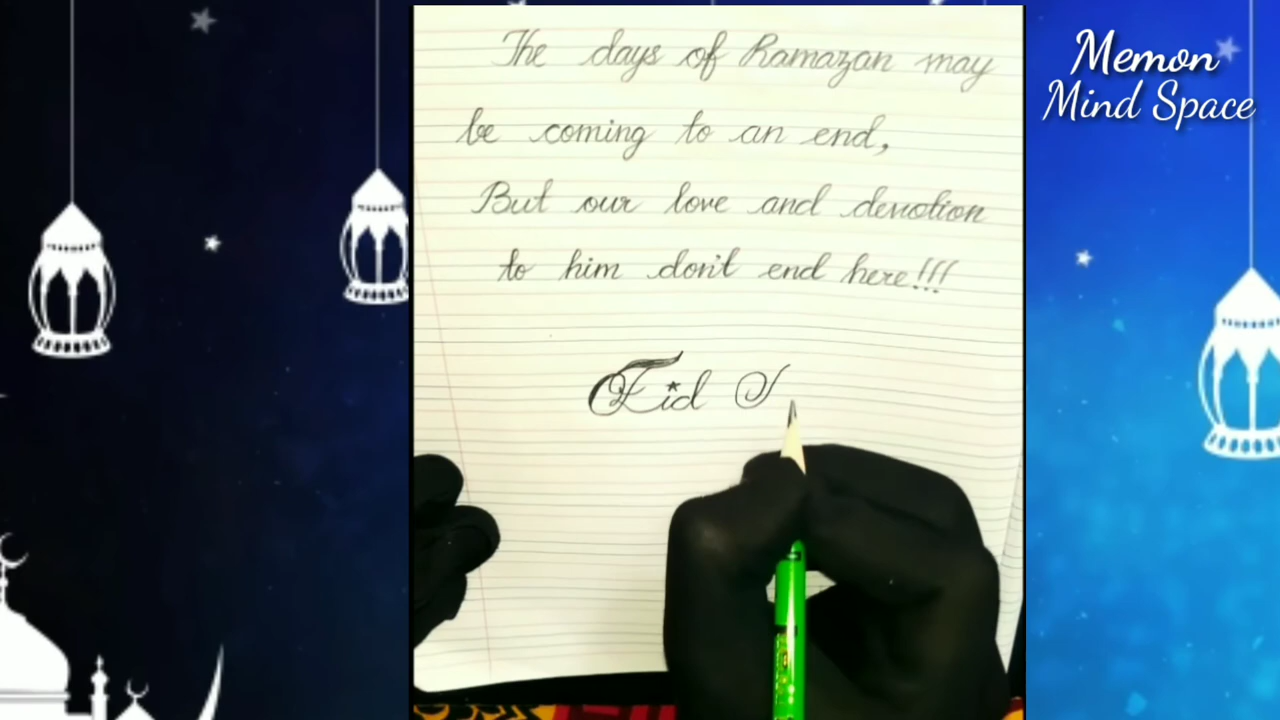 The days of Ramazan may
be coming to an end,
But our love and devotion
to him don't end here!!!
Eid
Memon
Mind Space